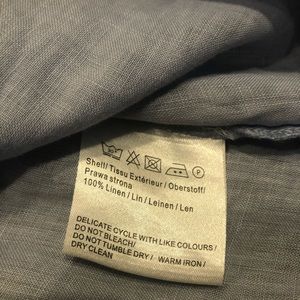 Shell/Tissu Extérieur/Oberstoff/
Prawa strona
100% Linen/Lin/Leinen/Len
DELICATE CYCLE WITH LIKE COLOURS/
DO NOT BLEACH/
DO NOT TUMBLE DRY/ WARM IRON/
DRY CLEAN